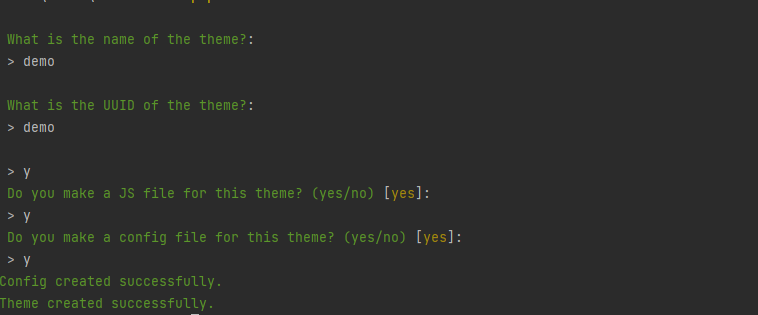 What is the name of the theme?:
> demo
What is the UUID of the theme?:
> demo
> y
Do you make a JS file for this theme? (yes/no) [yes]:
> y
Do you make a config file for this theme? (yes/no) [yes]:
> y
Config created successfully.
Theme created successfully.